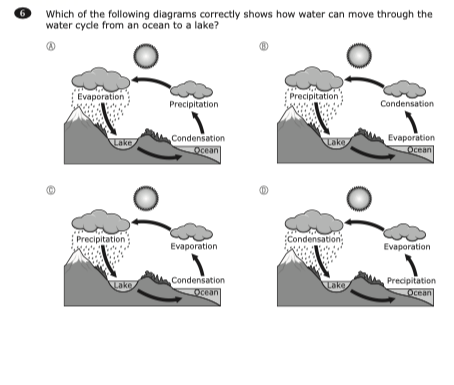 6 Which of the following diagrams correctly shows how water can move through the
water cycle from an ocean to a lake?
A
Evaporation
Precipitation
Condensation
Lake
Ocean
B
Precipitation
Condensation
Evaporation
Lake
Ocean
C
Precipitation
Evaporation
Condensation
Lake
Ocean
D
Condensation
Evaporation
Precipitation
Lake
Ocean